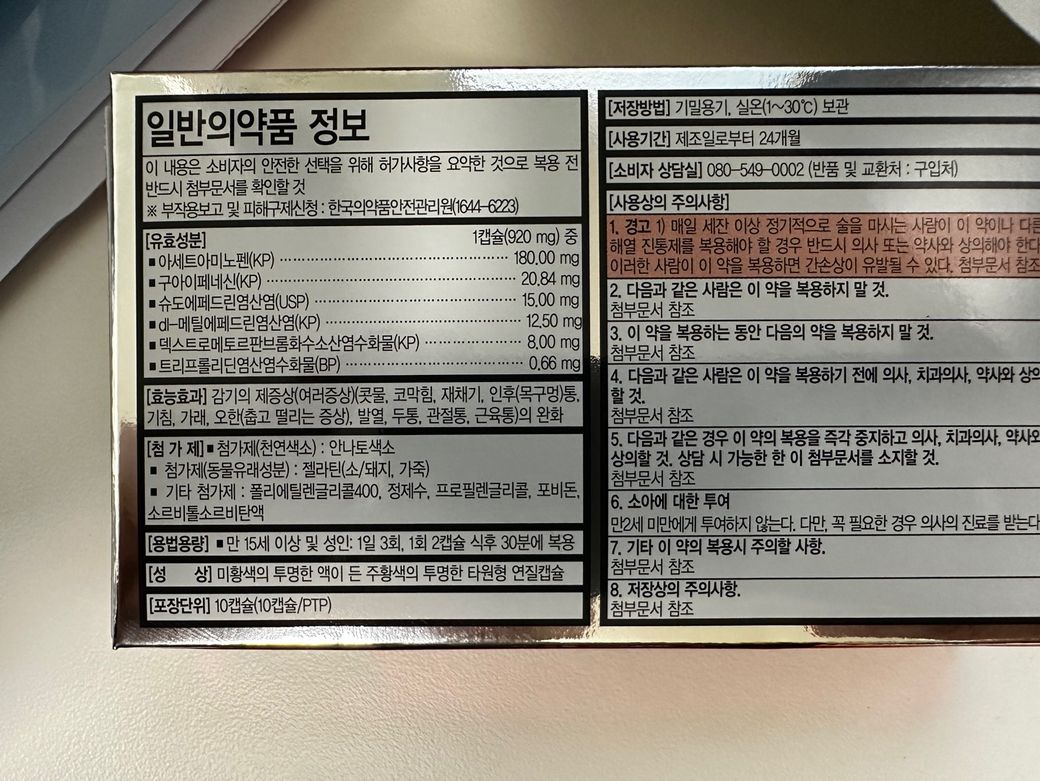 일반의약품 정보
이 내용은 소비자의 안전한 선택을 위해 허가사항을 요약한 것으로 복용 전
반드시 첨부문서를 확인할 것
※ 부작용보고 및 피해구제신청 : 한국의약품안전관리원(1644-6223)
[유효성분] 1캡슐(920 mg) 중
▪ 아세트아미노펜(KP) 180.00 mg
▪ 구아이페네신(KP) 20.84 mg
▪ 슈도에페드린염산염(USP) 15.00 mg
▪ dl-메틸에페드린염산염(KP) 12.50 mg
▪ 덱스트로메토르판브롬화수소산염수화물(KP) 8.00 mg
▪ 트리프롤리딘염산염수화물(BP) 0.66 mg
[효능효과] 감기의 제증상(여러증상)(콧물, 코막힘, 재채기, 인후(목구멍)통,
기침, 가래, 오한(춥고 떨리는 증상), 발열, 두통, 관절통, 근육통)의 완화
[첨 가 제] ▪ 첨가제(천연색소) : 안나토색소
▪ 첨가제(동물유래성분) : 젤라틴(소/돼지, 가죽)
▪ 기타 첨가제 : 폴리에틸렌글리콜400, 정제수, 프로필렌글리콜, 포비돈,
소르비톨소르비탄액
[용법용량] ▪ 만 15세 이상 및 성인: 1일 3회, 1회 2캡슐 식후 30분에 복용
[성 상] 미황색의 투명한 액이 든 주황색의 투명한 타원형 연질캡슐
[포장단위] 10캡슐(10캡슐/PTP)
[저장방법] 기밀용기, 실온(1~30℃) 보관
[사용기간] 제조일로부터 24개월
[소비자 상담실] 080-549-0002 (반품 및 교환처 : 구입처)
[사용상의 주의사항]
1. 경고 1) 매일 세잔 이상 정기적으로 술을 마시는 사람이 이 약이나 다른
해열 진통제를 복용해야 할 경우 반드시 의사 또는 약사와 상의해야 한다.
이러한 사람이 이 약을 복용하면 간손상이 유발될 수 있다. 첨부문서 참조
2. 다음과 같은 사람은 이 약을 복용하지 말 것.
첨부문서 참조
3. 이 약을 복용하는 동안 다음의 약을 복용하지 말 것.
첨부문서 참조
4. 다음과 같은 사람은 이 약을 복용하기 전에 의사, 치과의사, 약사와 상의
할 것.
첨부문서 참조
5. 다음과 같은 경우 이 약의 복용을 즉각 중지하고 의사, 치과의사, 약사와
상의할 것. 상담 시 가능한 한 이 첨부문서를 소지할 것.
첨부문서 참조
6. 소아에 대한 투여
만2세 미만에게 투여하지 않는다. 다만, 꼭 필요한 경우 의사의 진료를 받는다
7. 기타 이 약의 복용시 주의할 사항.
첨부문서 참조
8. 저장상의 주의사항.
첨부문서 참조